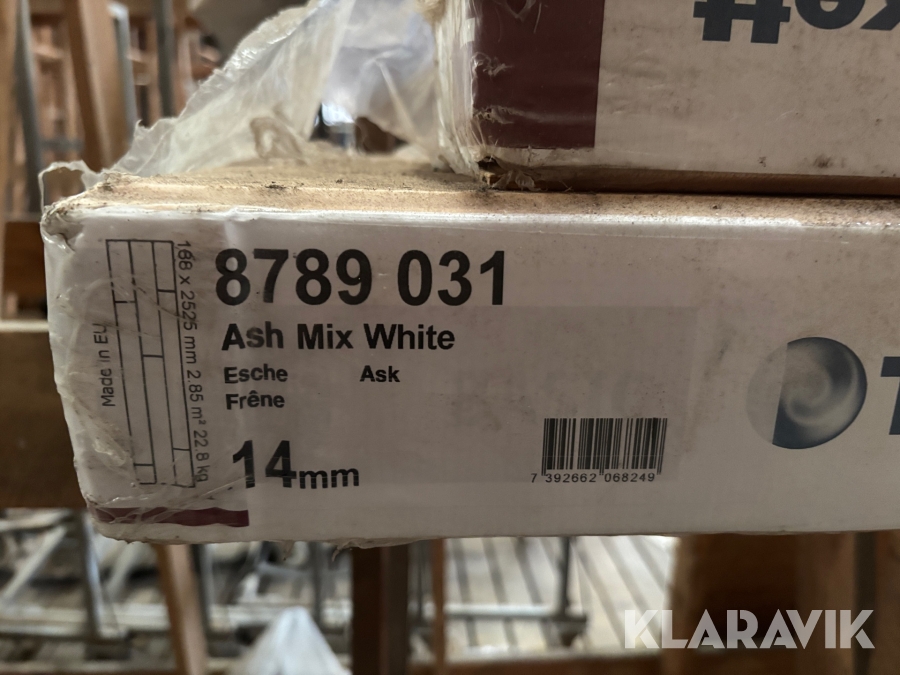 kett
8789 031
Ash Mix White
Esche Ask
Frêne
14mm
168 x 2525 mm 2.85 m² 22.8 kg
Made in EU
7 392662 068249
T
KLARAVIK